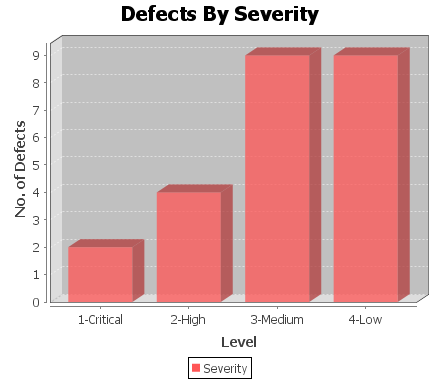 Defects By Severity
No. of Defects
9
8
7
6
5
4
3
2
1
0
1-Critical 2-High 3-Medium 4-Low
Level
Severity